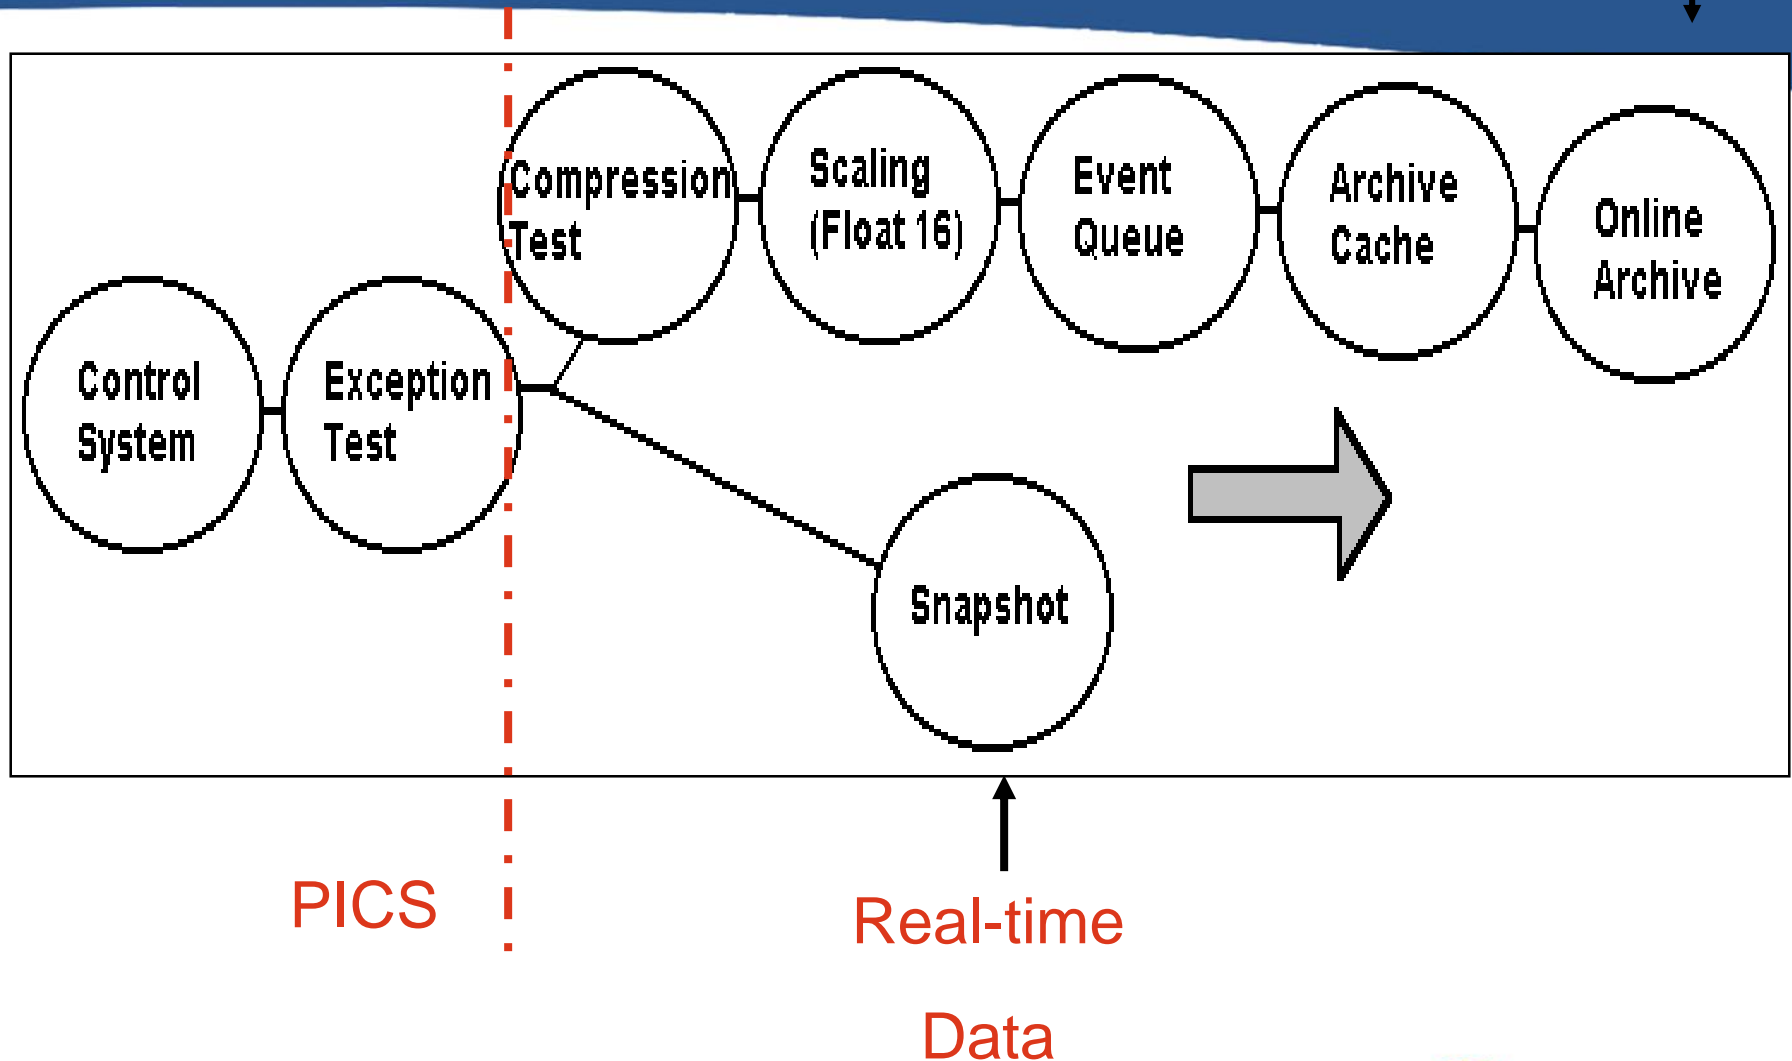 Compression
Test
Scaling
(Float 16)
Event
Queue
Archive
Cache
Online
Archive
Control
System
Exception
Test
Snapshot
PICS
Real-time
Data